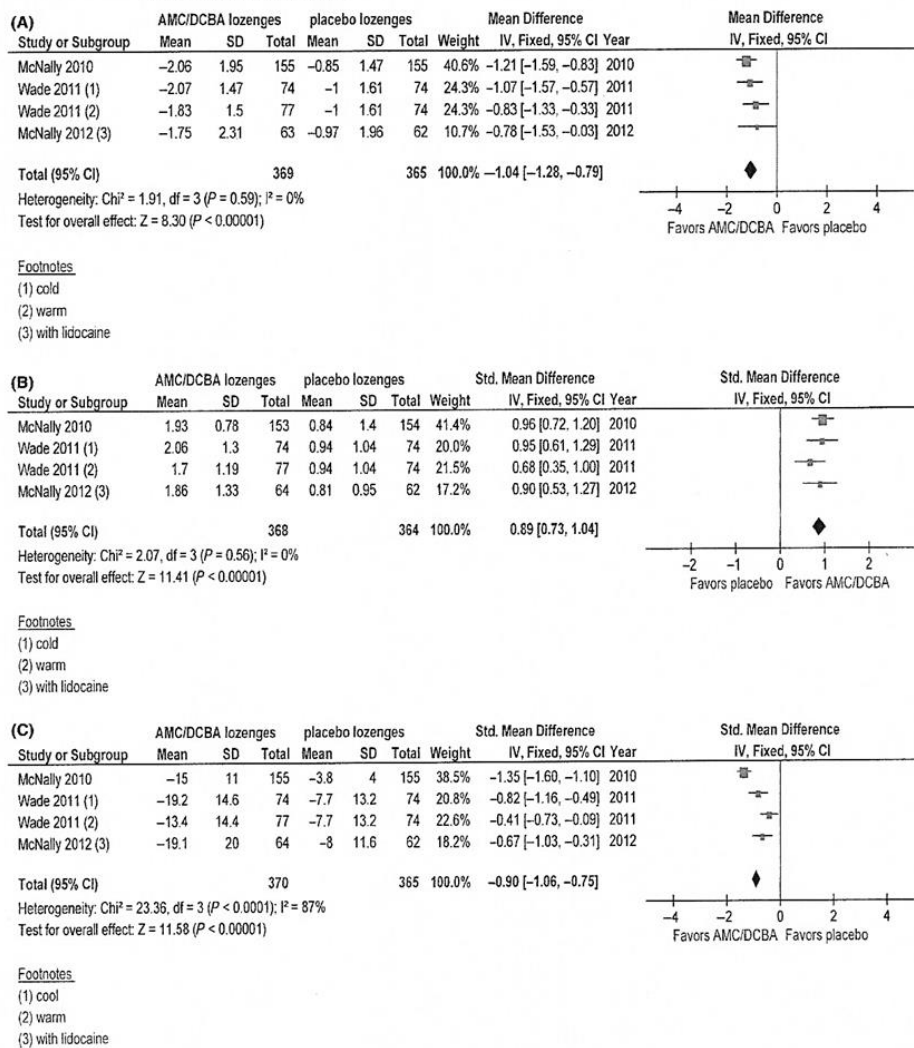 (A)
AMC/DCBA lozenges placebo lozenges Mean Difference Mean Difference
Study or Subgroup Mean SD Total Mean SD Total Weight IV, Fixed, 95% CI Year IV, Fixed, 95% CI
McNally 2010 −2.06 1.95 155 −0.85 1.47 155 40.6% −1.21 [−1.59, −0.83] 2010
Wade 2011 (1) −2.07 1.47 74 −1 1.61 74 24.3% −1.07 [−1.57, −0.57] 2011
Wade 2011 (2) −1.83 1.5 77 −1 1.61 74 24.3% −0.83 [−1.33, −0.33] 2011
McNally 2012 (3) −1.75 2.31 63 −0.97 1.96 62 10.7% −0.78 [−1.53, −0.03] 2012
Total (95% CI) 369 365 100.0% −1.04 [−1.28, −0.79]
Heterogeneity: Chi² = 1.91, df = 3 (P = 0.59); I² = 0%
Test for overall effect: Z = 8.30 (P < 0.00001)
−4 −2 0 2 4
Favors AMC/DCBA Favors placebo
Footnotes
(1) cold
(2) warm
(3) with lidocaine
(B)
AMC/DCBA lozenges placebo lozenges Std. Mean Difference Std. Mean Difference
Study or Subgroup Mean SD Total Mean SD Total Weight IV, Fixed, 95% CI Year IV, Fixed, 95% CI
McNally 2010 1.93 0.78 153 0.84 1.4 154 41.4% 0.96 [0.72, 1.20] 2010
Wade 2011 (1) 2.06 1.3 74 0.94 1.04 74 20.0% 0.95 [0.61, 1.29] 2011
Wade 2011 (2) 1.7 1.19 77 0.94 1.04 74 21.5% 0.68 [0.35, 1.00] 2011
McNally 2012 (3) 1.86 1.33 64 0.81 0.95 62 17.2% 0.90 [0.53, 1.27] 2012
Total (95% CI) 368 364 100.0% 0.89 [0.73, 1.04]
Heterogeneity: Chi² = 2.07, df = 3 (P = 0.56); I² = 0%
Test for overall effect: Z = 11.41 (P < 0.00001)
−2 −1 0 1 2
Favors placebo Favors AMC/DCBA
Footnotes
(1) cold
(2) warm
(3) with lidocaine
(C)
AMC/DCBA lozenges placebo lozenges Std. Mean Difference Std. Mean Difference
Study or Subgroup Mean SD Total Mean SD Total Weight IV, Fixed, 95% CI Year IV, Fixed, 95% CI
McNally 2010 −15 11 155 −3.8 4 155 38.5% −1.35 [−1.60, −1.10] 2010
Wade 2011 (1) −19.2 14.6 74 −7.7 13.2 74 20.8% −0.82 [−1.16, −0.49] 2011
Wade 2011 (2) −13.4 14.4 77 −7.7 13.2 74 22.6% −0.41 [−0.73, −0.09] 2011
McNally 2012 (3) −19.1 20 64 −8 11.6 62 18.2% −0.67 [−1.03, −0.31] 2012
Total (95% CI) 370 365 100.0% −0.90 [−1.06, −0.75]
Heterogeneity: Chi² = 23.36, df = 3 (P < 0.0001); I² = 87%
Test for overall effect: Z = 11.58 (P < 0.00001)
−4 −2 0 2 4
Favors AMC/DCBA Favors placebo
Footnotes
(1) cool
(2) warm
(3) with lidocaine